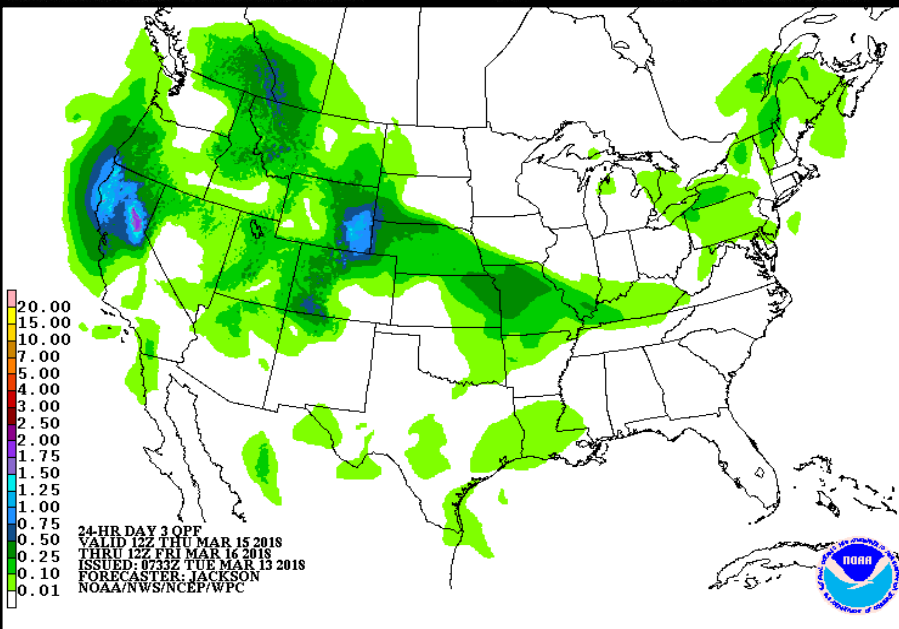 20.00
15.00
10.00
7.00
5.00
4.00
3.00
2.50
2.00
1.75
1.50
1.25
1.00
0.75
0.50
0.25
0.10
0.01
24-HR DAY 3 QPF
VALID 12Z THU MAR 15 2018
THRU 12Z FRI MAR 16 2018
ISSUED: 0733Z TUE MAR 13 2018
FORECASTER: JACKSON
NOAA/NWS/NCEP/WPC
NOAA